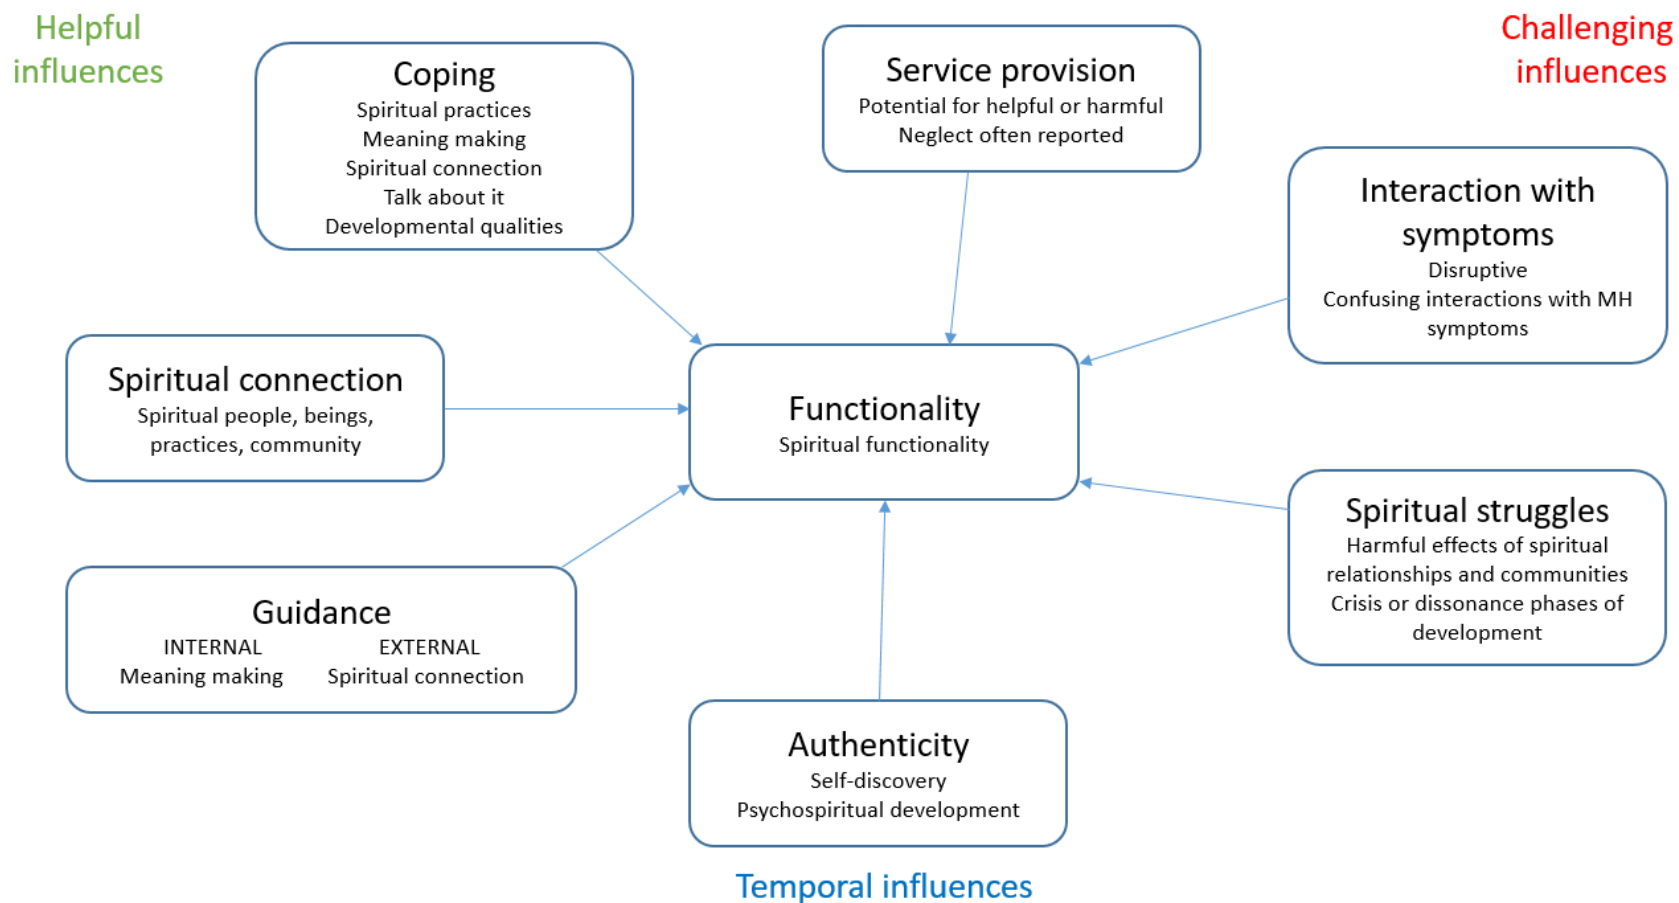 Helpful
influences
Coping
Spiritual practices
Meaning making
Spiritual connection
Talk about it
Developmental qualities
Service provision
Potential for helpful or harmful
Neglect often reported
Challenging
influences
Interaction with
symptoms
Disruptive
Confusing interactions with MH
symptoms
Spiritual connection
Spiritual people, beings,
practices, community
Functionality
Spiritual functionality
Spiritual struggles
Harmful effects of spiritual
relationships and communities
Crisis or dissonance phases of
development
Guidance
INTERNAL EXTERNAL
Meaning making Spiritual connection
Authenticity
Self-discovery
Psychospiritual development
Temporal influences